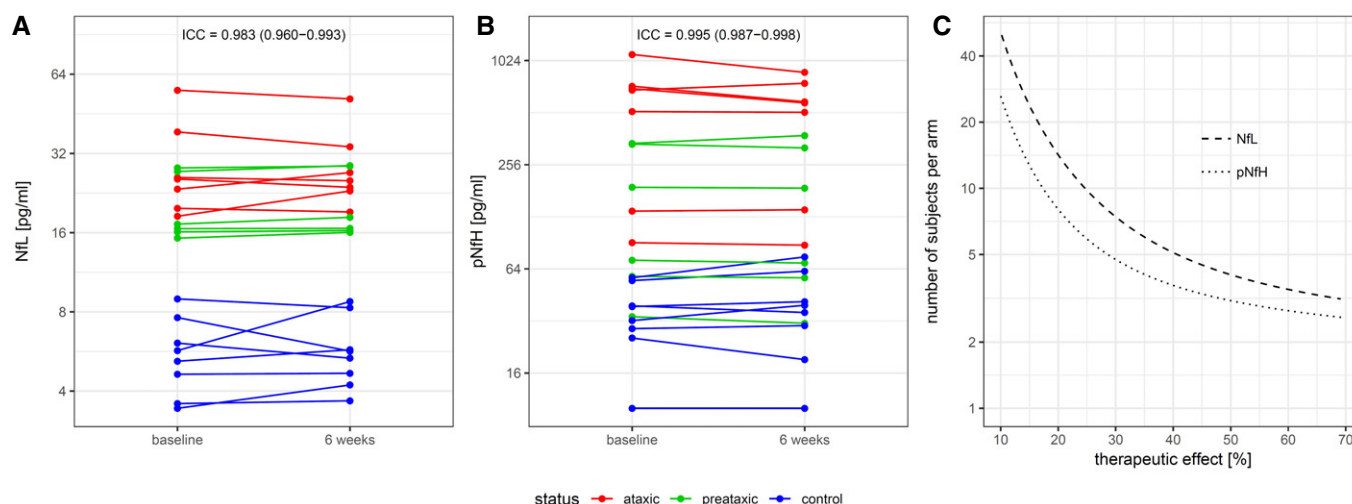 A
ICC = 0.983 (0.960−0.993)
64
32
16
8
4
NfL [pg/ml]
baseline
6 weeks
B
ICC = 0.995 (0.987−0.998)
1024
256
64
16
pNfH [pg/ml]
baseline
6 weeks
C
40
20
10
5
2
1
number of subjects per arm
NfL
pNfH
10
20
30
40
50
60
70
therapeutic effect [%]
status ataxic preataxic control